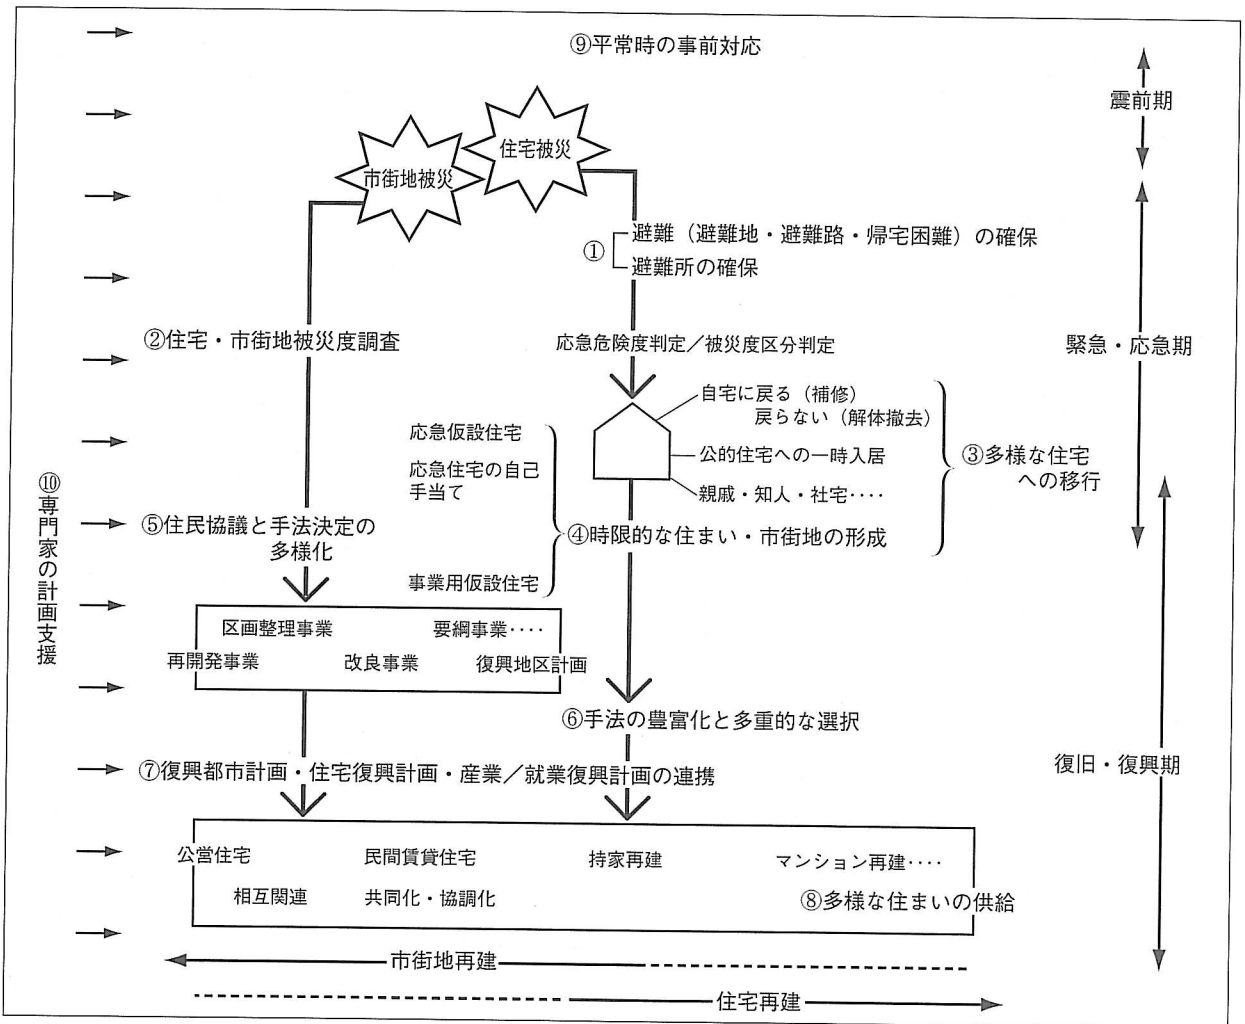 ⑨平常時の事前対応
震前期
住宅被災
市街地被災
①
避難（避難地・避難路・帰宅困難）の確保
避難所の確保
②住宅・市街地被災度調査
応急危険度判定／被災度区分判定
緊急・応急期
自宅に戻る（補修）
戻らない（解体撤去）
公的住宅への一時入居
親戚・知人・社宅‥‥
③多様な住宅
への移行
応急仮設住宅
応急住宅の自己
手当て
事業用仮設住宅
④時限的な住まい・市街地の形成
⑤住民協議と手法決定の
多様化
⑩専門家の計画支援
区画整理事業
要綱事業‥‥
再開発事業
改良事業
復興地区計画
⑥手法の豊富化と多重的な選択
⑦復興都市計画・住宅復興計画・産業／就業復興計画の連携
復旧・復興期
公営住宅
民間賃貸住宅
持家再建
マンション再建‥‥
相互関連
共同化・協調化
⑧多様な住まいの供給
市街地再建
住宅再建